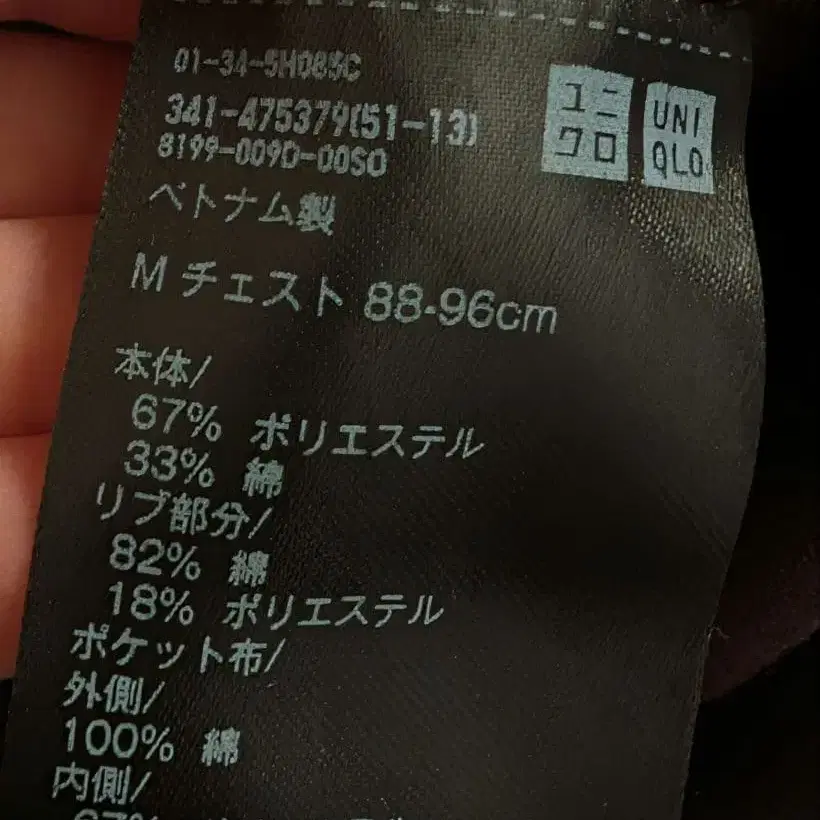 01-34-5H085C
341-475379(51-13)
8199-009D-00SO
ユニ
クロ
UNI
QLO
ベトナム製
M チェスト 88-96cm
本体/
67% ポリエステル
33% 綿
リブ部分/
82% 綿
18% ポリエステル
ポケット布/
外側/
100% 綿
内側/
67%